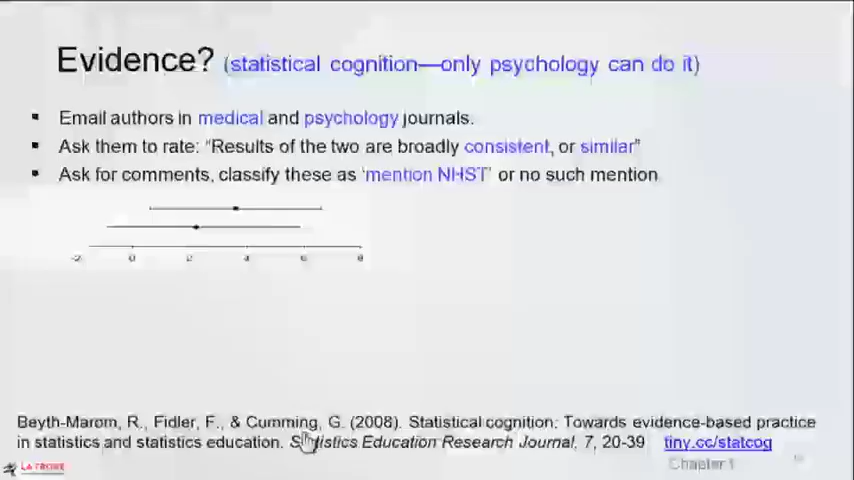 Evidence? (statistical cognition—only psychology can do it)
▪ Email authors in medical and psychology journals.
▪ Ask them to rate: “Results of the two are broadly consistent, or similar”
▪ Ask for comments, classify these as ‘mention NHST’ or no such mention
-2 0 2 4 6 8
Beyth-Marom, R., Fidler, F., & Cumming, G. (2008). Statistical cognition: Towards evidence-based practice
in statistics and statistics education. Statistics Education Research Journal, 7, 20-39 tiny.cc/statcog
LA TROBE
Chapter 1